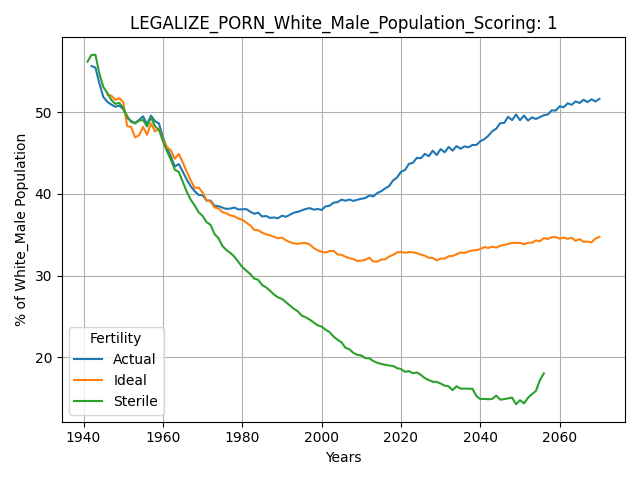 LEGALIZE_PORN_White_Male_Population_Scoring: 1
% of White_Male Population
50
40
30
20
Fertility
Actual
Ideal
Sterile
1940 1960 1980 2000 2020 2040 2060
Years